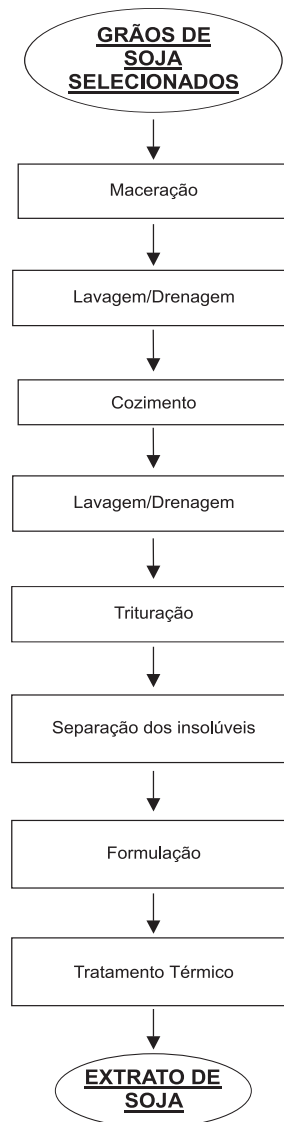 GRÃOS DE
SOJA
SELECIONADOS
Maceração
Lavagem/Drenagem
Cozimento
Lavagem/Drenagem
Trituração
Separação dos insolúveis
Formulação
Tratamento Térmico
EXTRATO DE
SOJA